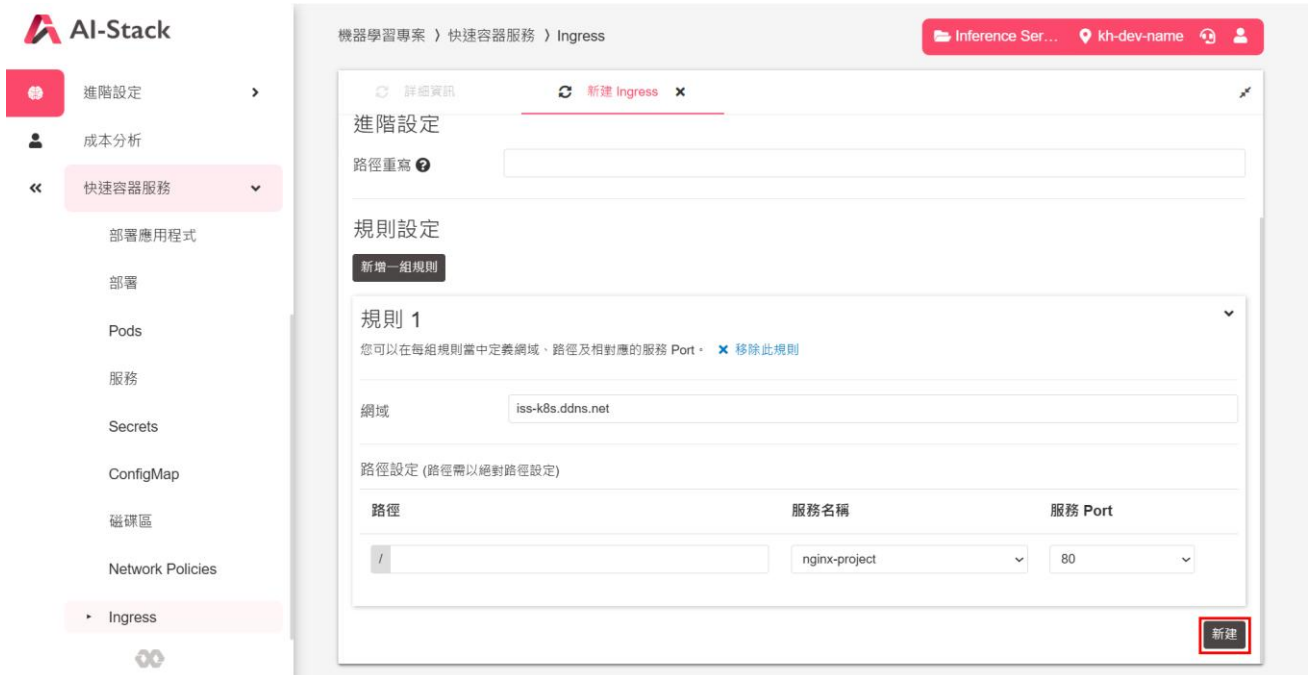 AI-Stack
機器學習專案 》 快速容器服務 》 Ingress
Inference Ser...
kh-dev-name
進階設定
成本分析
快速容器服務
部署應用程式
部署
Pods
服務
Secrets
ConfigMap
磁碟區
Network Policies
Ingress
詳細資訊
新建 Ingress
進階設定
路徑重寫
規則設定
新增一組規則
規則 1
您可以在每組規則當中定義網域、路徑及相對應的服務 Port。 × 移除此規則
網域
iss-k8s.ddns.net
路徑設定 (路徑需以絕對路徑設定)
路徑 服務名稱 服務 Port
/ nginx-project 80
新建